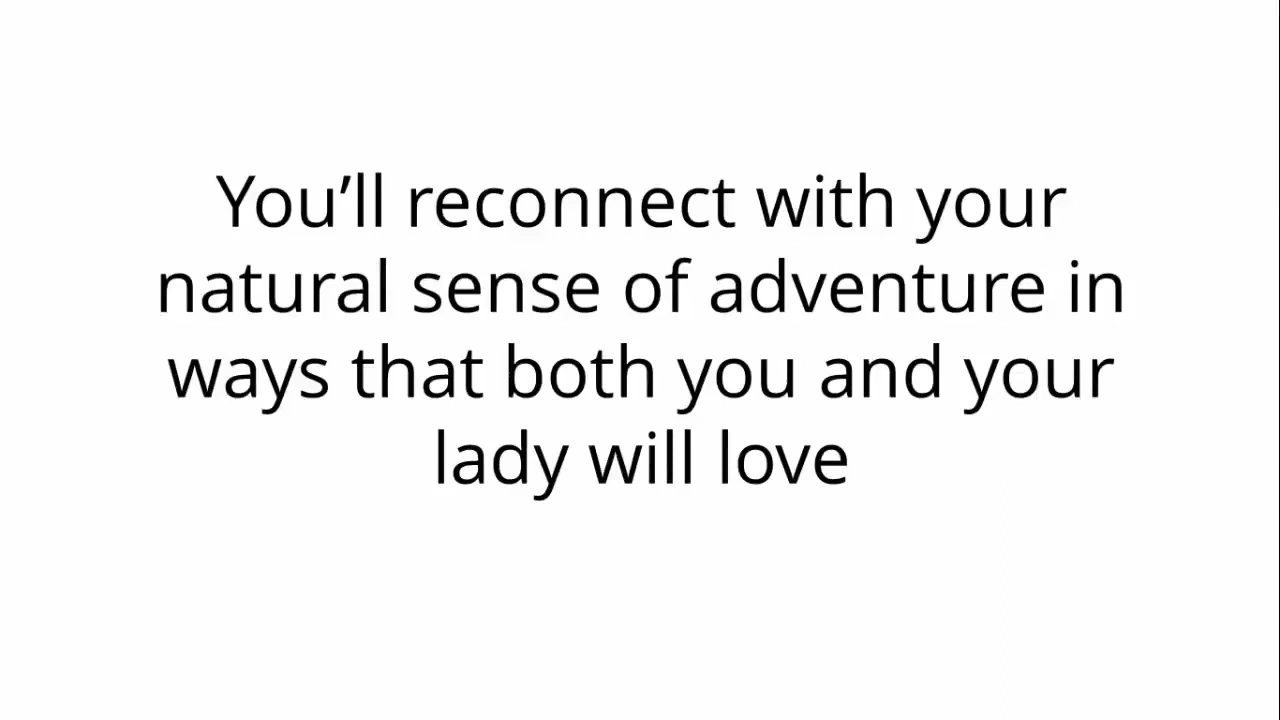 You’ll reconnect with your
natural sense of adventure in
ways that both you and your
lady will love